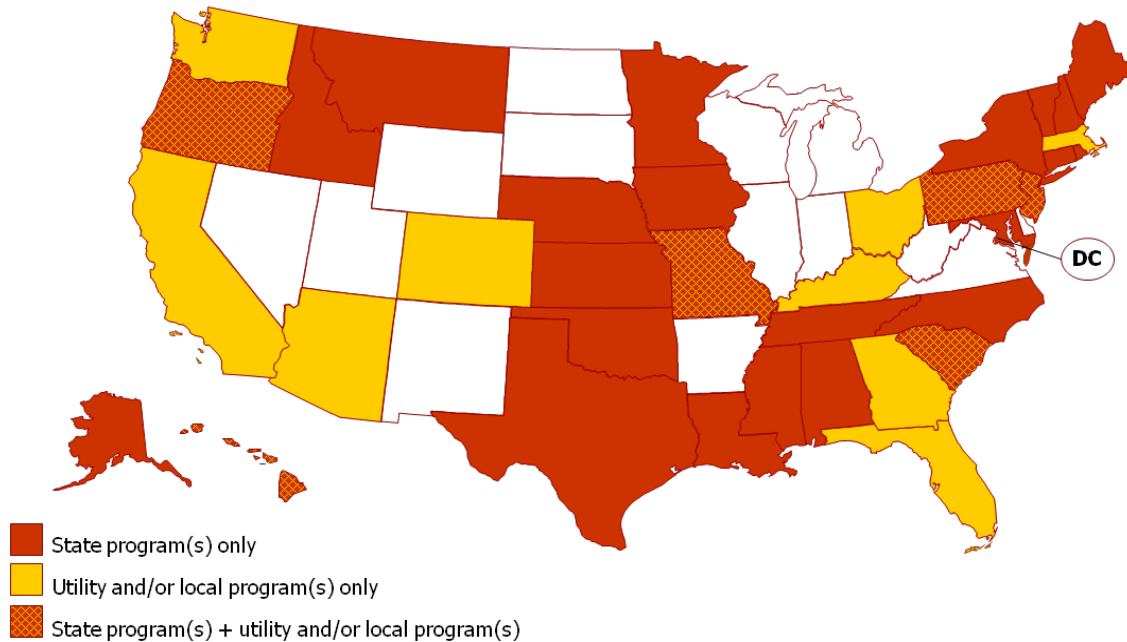 DC
State program(s) only
Utility and/or local program(s) only
State program(s) + utility and/or local program(s)